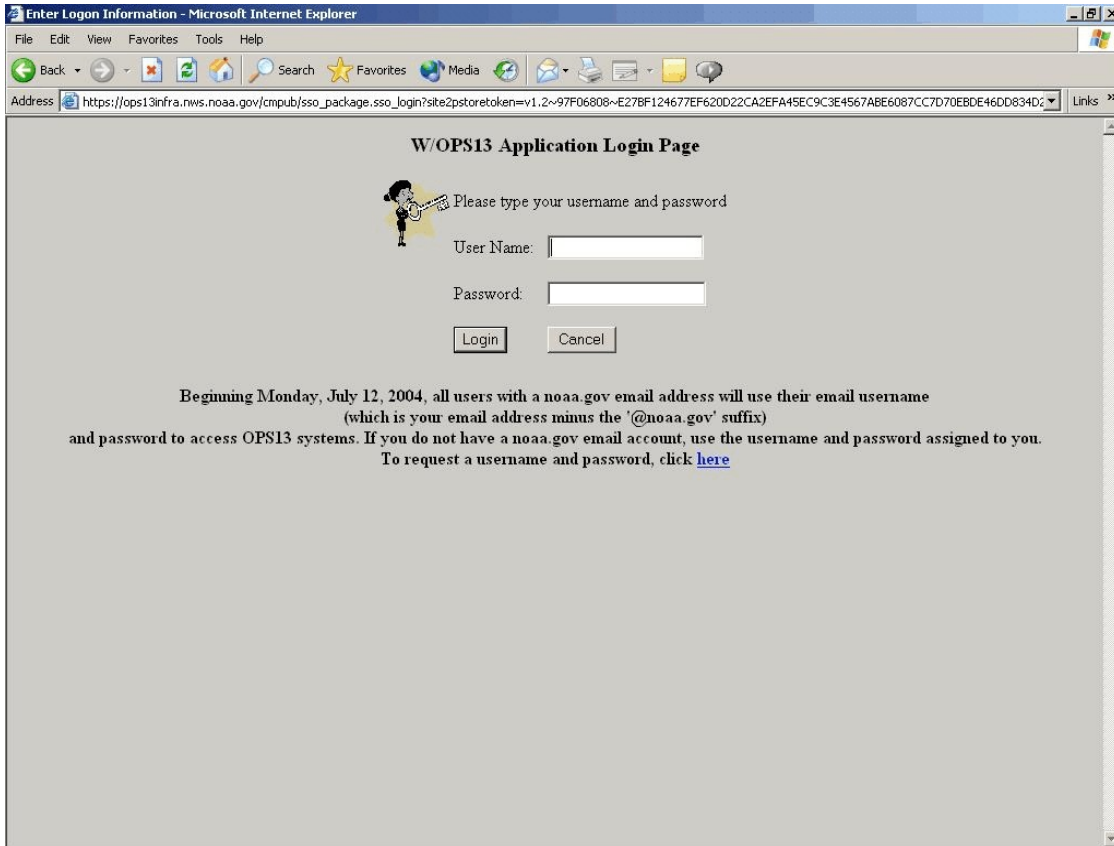 Enter Logon Information - Microsoft Internet Explorer
File Edit View Favorites Tools Help
Back Search Favorites Media
Address https://ops13infra.nws.noaa.gov/cmpub/sso_package.sso_login?site2pstoretoken=v1.2~97F06808~E27BF124677EF620D22CA2EFA45EC9C3E4567ABE6087CC7D70EBDE46DD834D2 Links »
W/OPS13 Application Login Page
Please type your username and password
User Name:
Password:
Login Cancel
Beginning Monday, July 12, 2004, all users with a noaa.gov email address will use their email username
(which is your email address minus the '@noaa.gov' suffix)
and password to access OPS13 systems. If you do not have a noaa.gov email account, use the username and password assigned to you.
To request a username and password, click here